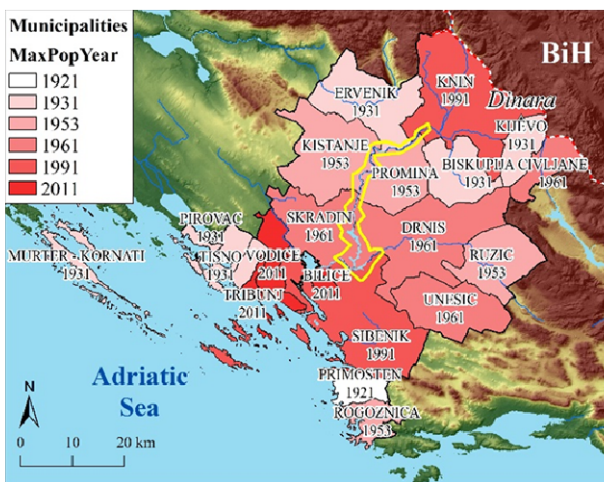 Municipalities
MaxPopYear
1921
1931
1953
1961
1991
2011
BiH
KNIN
1991
Dinara
ERVENIK
1931
KIJEVO
1931
KISTANJE
1953
PROMINA
1953
BISKUPIJA
1931
CIVLJANE
1961
PIROVAC
1931
SKRADIN
1961
DRNIS
1961
MURTER - KORNATI
1931
TISNO
1931
VODICE
2011
RUZIC
1953
BILICE
2011
TRIBUNJ
2011
UNESIC
1961
SIBENIK
1991
Adriatic
Sea
PRIMOSTEN
1921
ROGOZNICA
1953
N
0 10 20 km